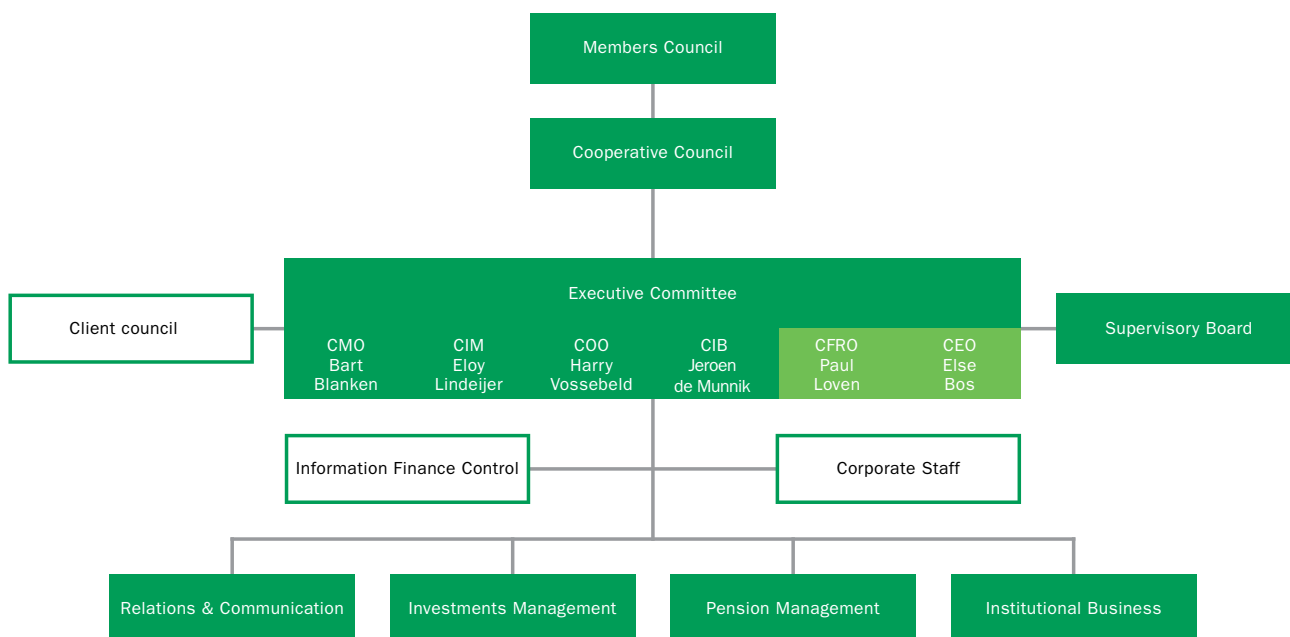 Members Council
Cooperative Council
Executive Committee
Client council
Supervisory Board
CMO
Bart
Blanken
CIM
Eloy
Lindeijer
COO
Harry
Vossebeld
CIB
Jeroen
de Munnik
CFRO
Paul
Loven
CEO
Else
Bos
Information Finance Control
Corporate Staff
Relations & Communication
Investments Management
Pension Management
Institutional Business